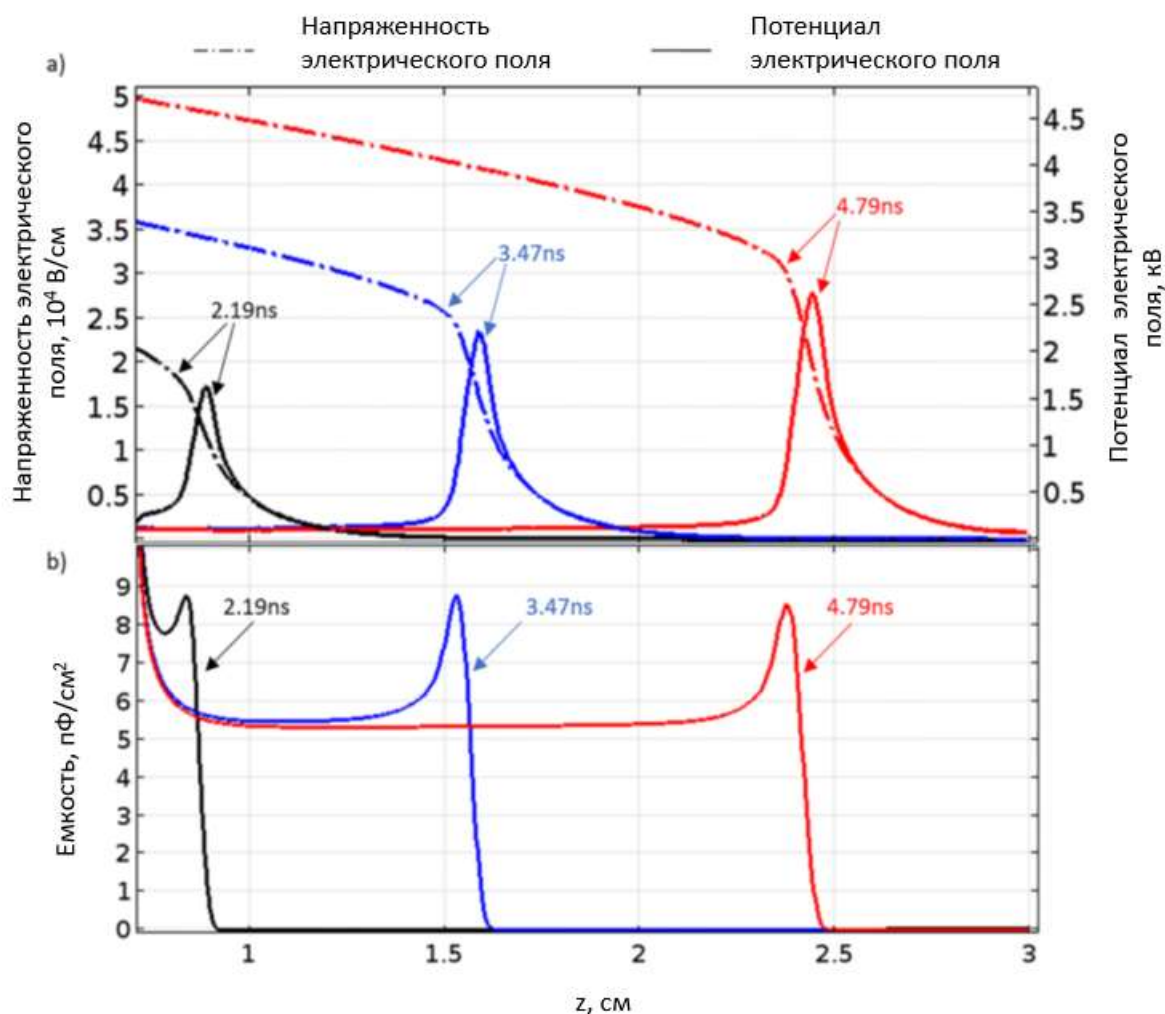 Напряженность
электрического поля
Потенциал
электрического поля
a)
Напряженность электрического
поля, 10⁴ В/см
5
4.5
4
3.5
3
2.5
2
1.5
1
0.5
2.19ns
3.47ns
4.79ns
4.5
4
3.5
3
2.5
2
1.5
1
0.5
Потенциал электрического
поля, кВ
b)
Емкость, пФ/см²
9
8
7
6
5
4
3
2
1
0
2.19ns
3.47ns
4.79ns
1
1.5
2
2.5
3
z, см